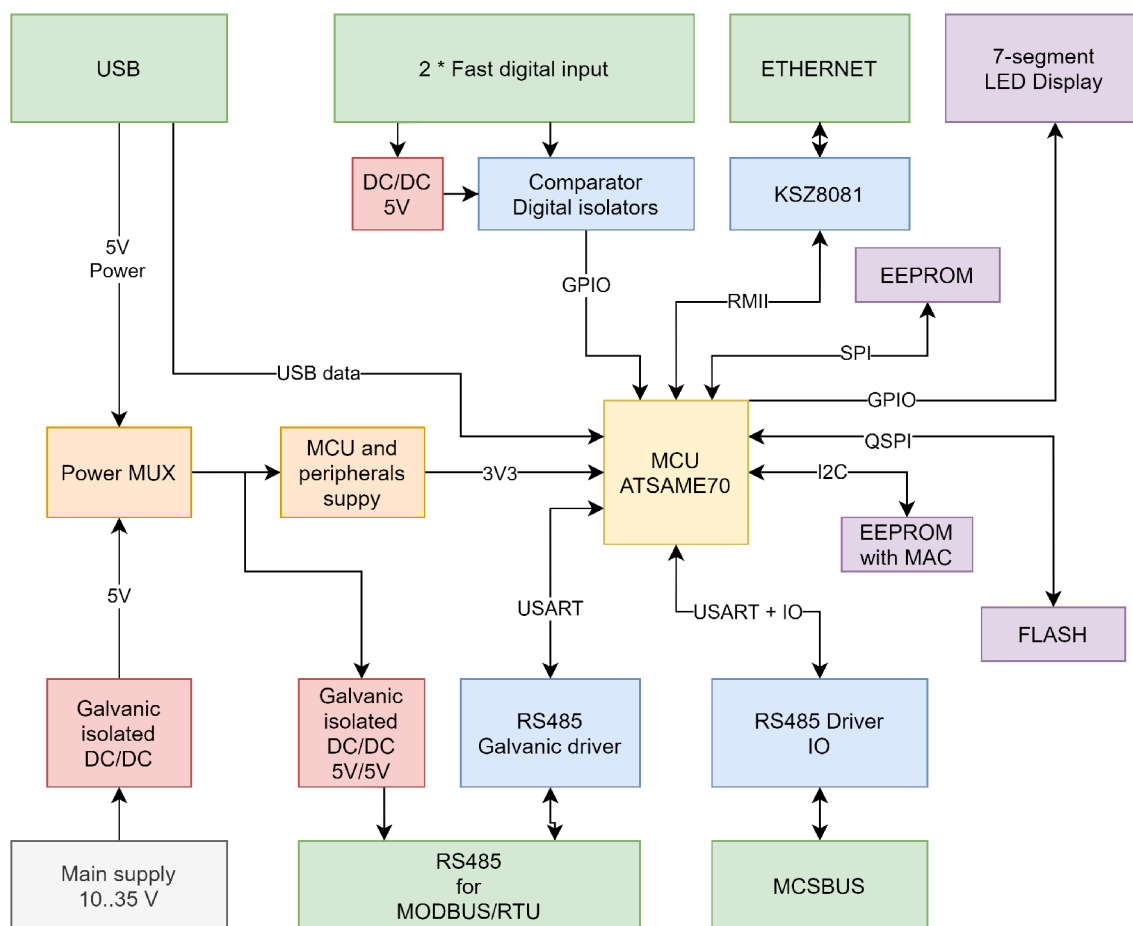 USB
2 * Fast digital input
ETHERNET
7-segment
LED Display
DC/DC
5V
Comparator
Digital isolators
KSZ8081
5V
Power
GPIO
EEPROM
RMII
SPI
USB data
GPIO
Power MUX
MCU and
peripherals
suppy
3V3
MCU
ATSAME70
QSPI
I2C
EEPROM
with MAC
5V
USART
USART + IO
FLASH
Galvanic
isolated
DC/DC
Galvanic
isolated
DC/DC
5V/5V
RS485
Galvanic driver
RS485 Driver
IO
Main supply
10..35 V
RS485
for
MODBUS/RTU
MCSBUS